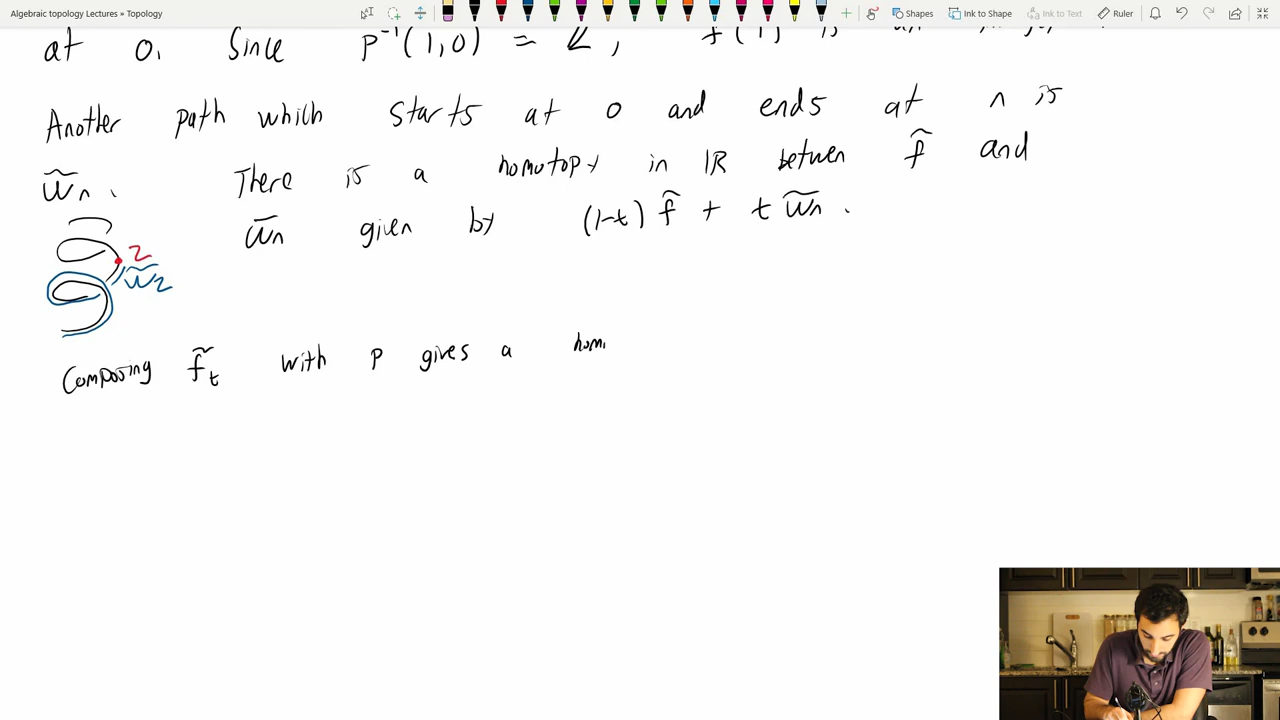 Algebraic topology Lectures » Topology
Shapes Ink to Shape Ink to Text Ruler
at 0. Since p⁻¹(1,0) = ℤ,
Another path which starts at 0 and ends at n is
w̃n. There is a homotopy in ℝ between f̃ and
w̃n given by (1-t) f̃ + t w̃n.
2
w̃2
Composing f̃t with p gives a hom